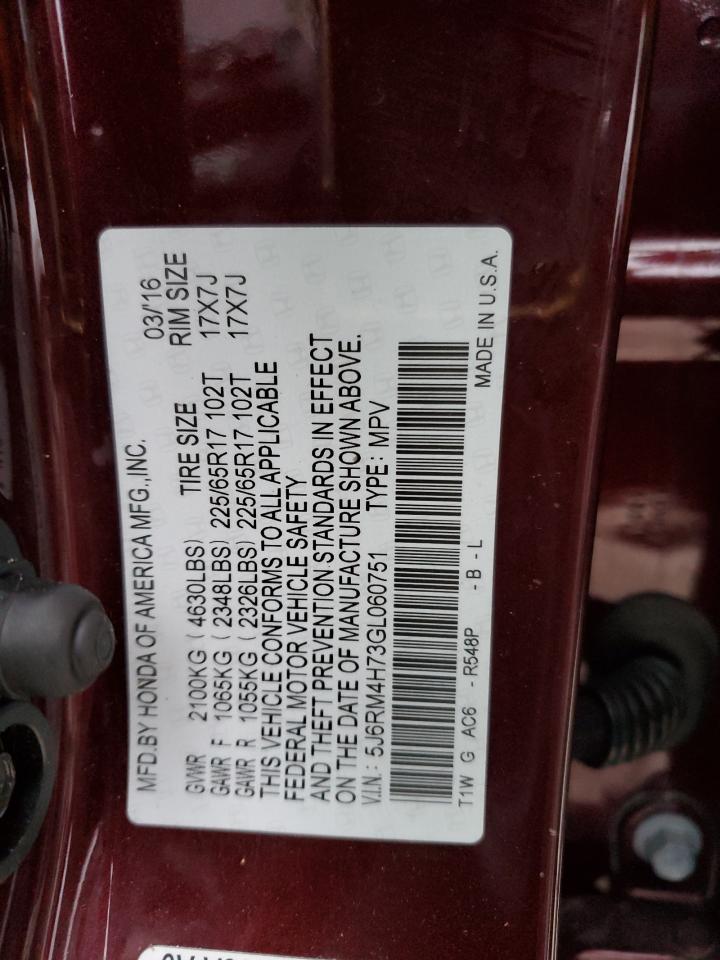 MFD.BY HONDA OF AMERICA MFG.,INC. 03/'16
GVWR 2100KG ( 4630LBS) TIRE SIZE RIM SIZE
GAWR F 1065KG ( 2348LBS) 225/65R17 102T 17X7J
GAWR R 1055KG ( 2326LBS) 225/65R17 102T 17X7J
THIS VEHICLE CONFORMS TO ALL APPLICABLE
FEDERAL MOTOR VEHICLE SAFETY
AND THEFT PREVENTION STANDARDS IN EFFECT
ON THE DATE OF MANUFACTURE SHOWN ABOVE.
V.I.N.: 5J6RM4H73GL060751 TYPE: MPV
T1W G AC6 -R548P -B-L MADE IN U.S.A.